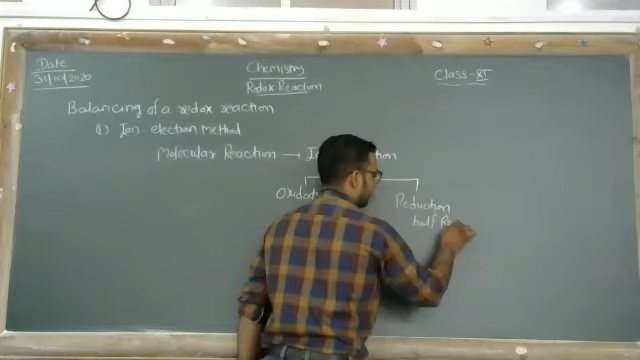 Date
31/10/2020
Chemistry
Redox Reaction
Class-XI
Balancing of a redox reaction
(1) Ion-electron method
Molecular Reaction →
Reduction
half